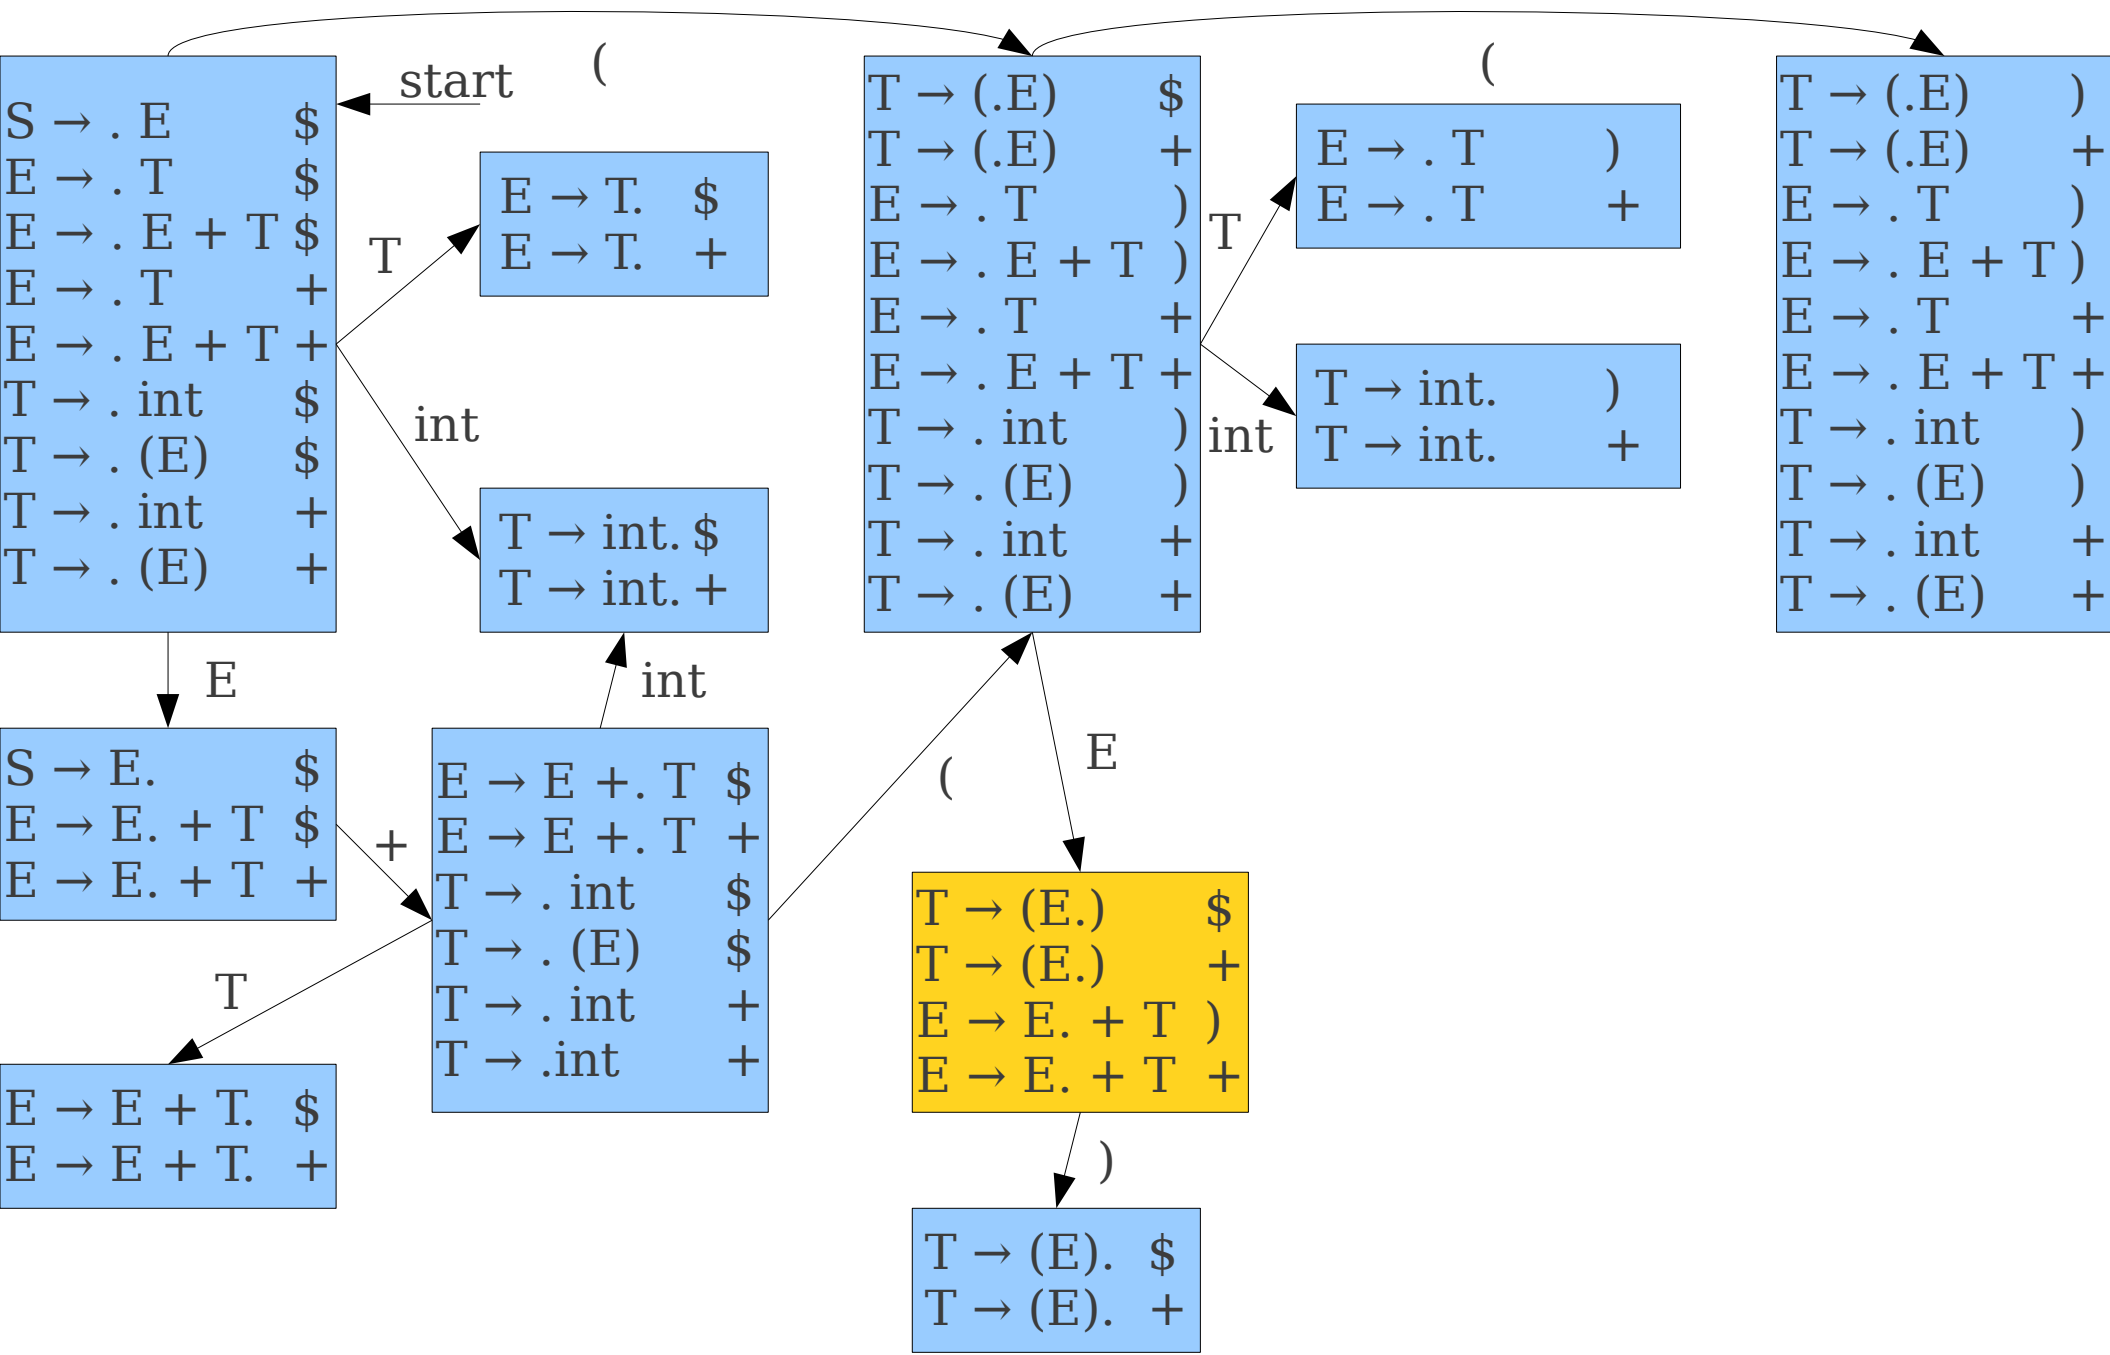 (
(
start
S → . E $
E → . T $
E → . E + T $
E → . T +
E → . E + T +
T → . int $
T → . (E) $
T → . int +
T → . (E) +
T
E → T. $
E → T. +
int
T → int. $
T → int. +
T → (.E) $
T → (.E) +
E → . T )
E → . E + T )
E → . T +
E → . E + T +
T → . int )
T → . (E) )
T → . int +
T → . (E) +
T
E → . T )
E → . T +
int
T → int. )
T → int. +
T → (.E) )
T → (.E) +
E → . T )
E → . E + T )
E → . T +
E → . E + T +
T → . int )
T → . (E) )
T → . int +
T → . (E) +
E
int
S → E. $
E → E. + T $
E → E. + T +
+
E → E +. T $
E → E +. T +
T → . int $
T → . (E) $
T → . int +
T → .int +
(
E
T
E → E + T. $
E → E + T. +
T → (E.) $
T → (E.) +
E → E. + T )
E → E. + T +
)
T → (E). $
T → (E). +